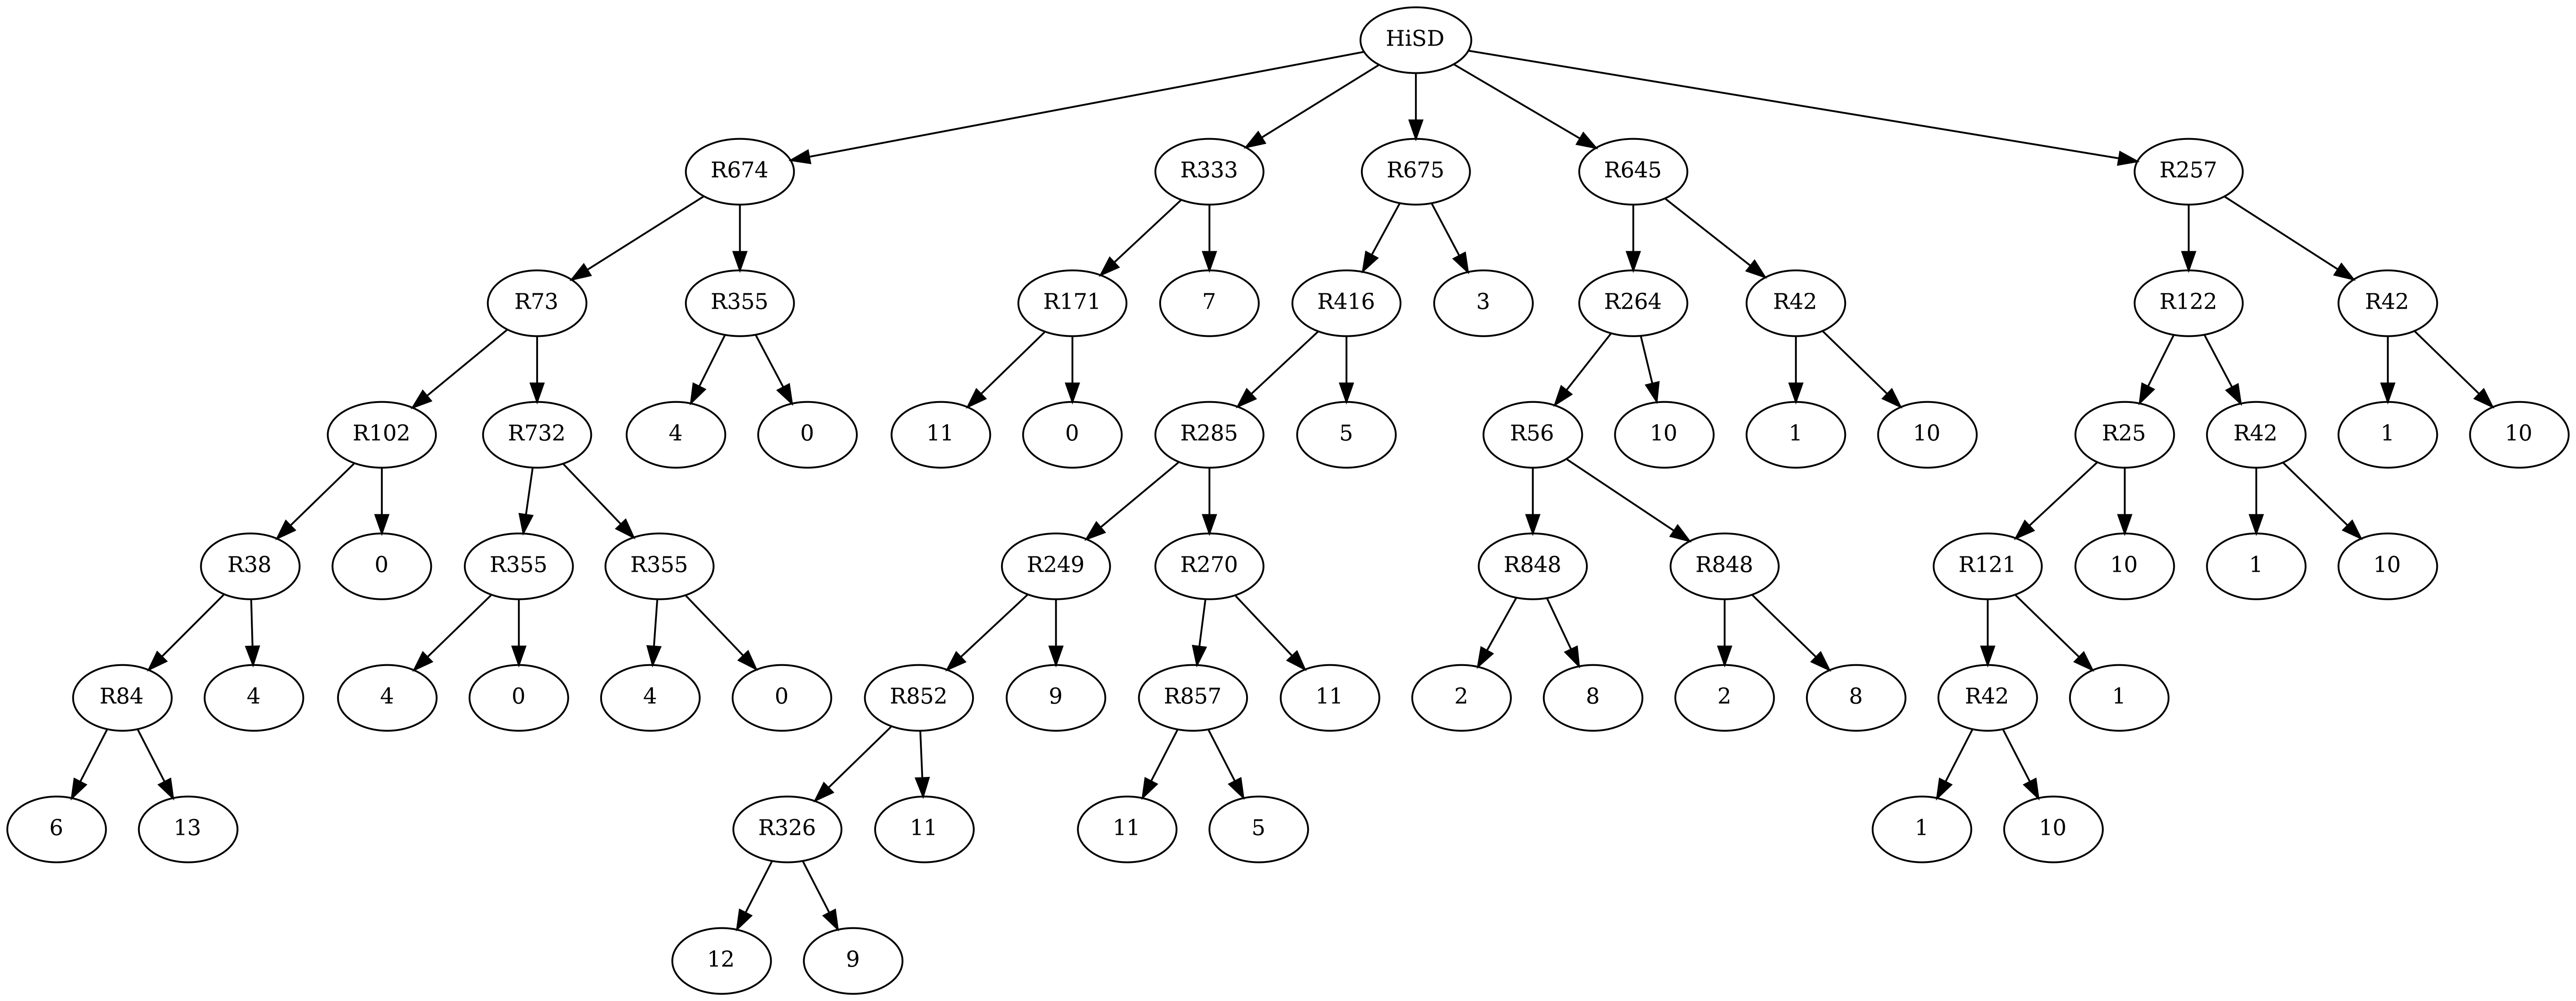 HiSD
R674 R333 R675 R645 R257
R73 R355 R171 7 R416 3 R264 R42 R122 R42
R102 R732 4 0 11 0 R285 5 R56 10 1 10 R25 R42 1 10
R38 0 R355 R355 R249 R270 R848 R848 R121 10 1 10
R84 4 4 0 4 0 R852 9 R857 11 2 8 2 8 R42 1
6 13 R326 11 11 5 1 10
12 9